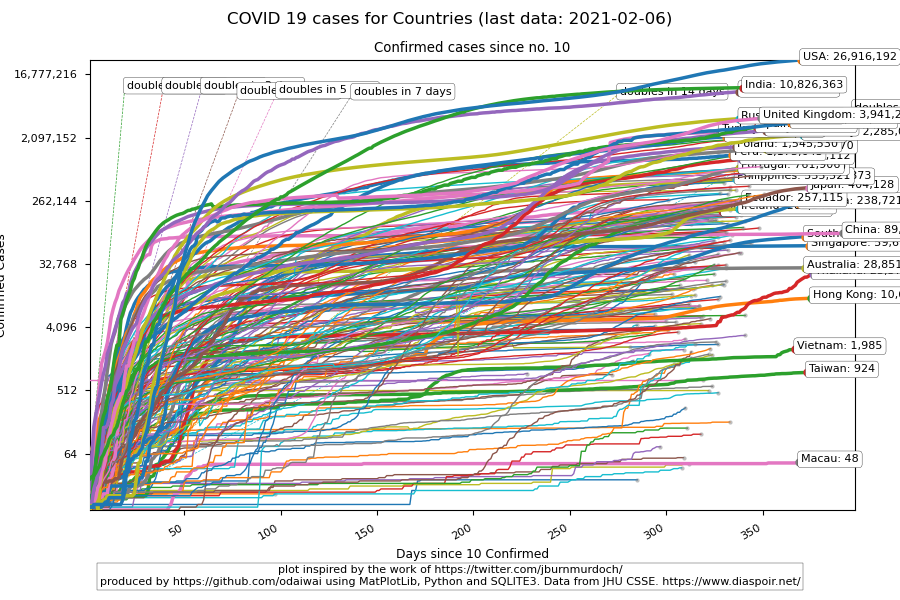 COVID 19 cases for Countries (last data: 2021-02-06)
Confirmed cases since no. 10
USA: 26,916,192
16,777,216
India: 10,826,363
doubles in 5
doubles in 7 days
doubles in 14 days
United Kingdom: 3,941,2
2,097,152
Poland: 1,545,530
Portugal: 761,906
Philippines: 535,521
Japan: 404,128
Ecuador: 257,115
238,721
262,144
China: 89,
Singapore: 59,
32,768
Australia: 28,851
Hong Kong: 10,
4,096
Vietnam: 1,985
Taiwan: 924
512
64
Macau: 48
50
100
150
200
250
300
350
Confirmed Cases
Days since 10 Confirmed
plot inspired by the work of https://twitter.com/jburnmurdoch/
produced by https://github.com/odaiwai using MatPlotLib, Python and SQLITE3. Data from JHU CSSE. https://www.diaspoir.net/